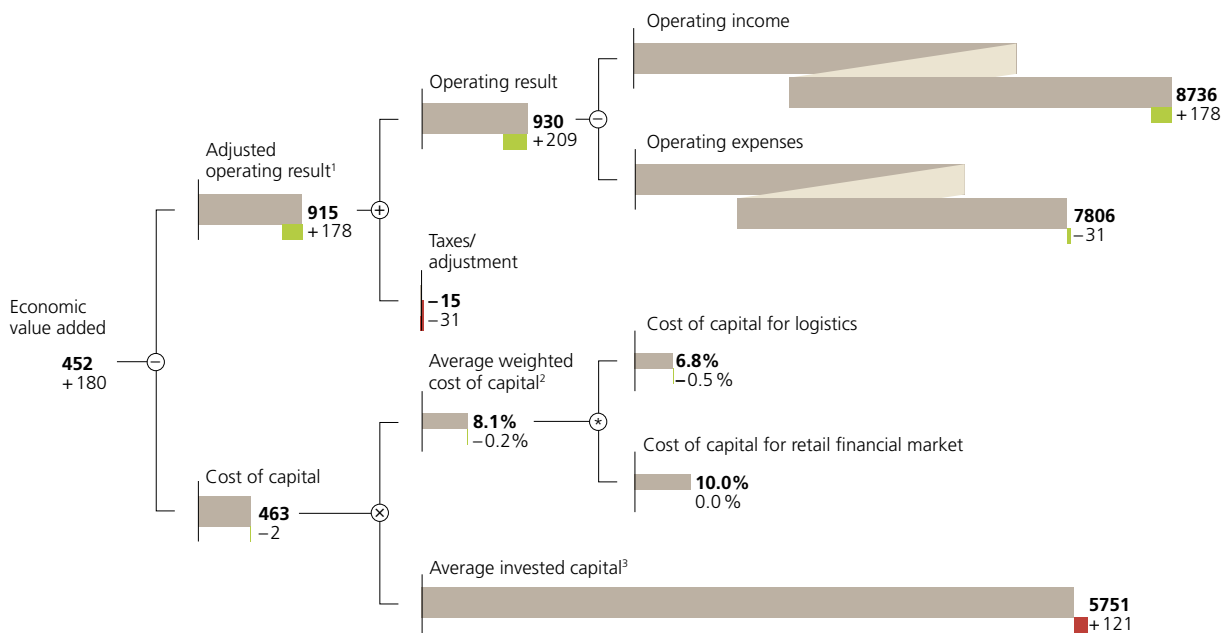 Economic
value added
452
+180
−
Adjusted
operating result¹
915
+178
+
Operating result
930
+209
−
Operating income
8736
+178
Operating expenses
7806
−31
Taxes/
adjustment
−15
−31
Cost of capital
463
−2
×
Average weighted
cost of capital²
8.1%
−0.2%
*
Cost of capital for logistics
6.8%
−0.5 %
Cost of capital for retail financial market
10.0%
0.0 %
Average invested capital³
5751
+121